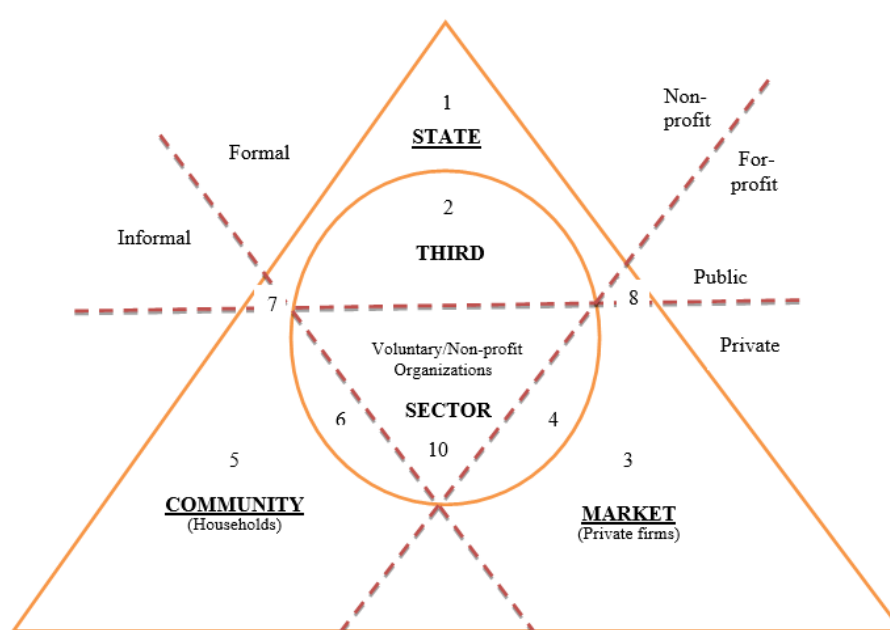 1
STATE
Non-
profit
Formal
For-
profit
2
Informal
THIRD
Public
7
8
Private
Voluntary/Non-profit
Organizations
SECTOR
6
4
10
5
3
COMMUNITY
(Households)
MARKET
(Private firms)